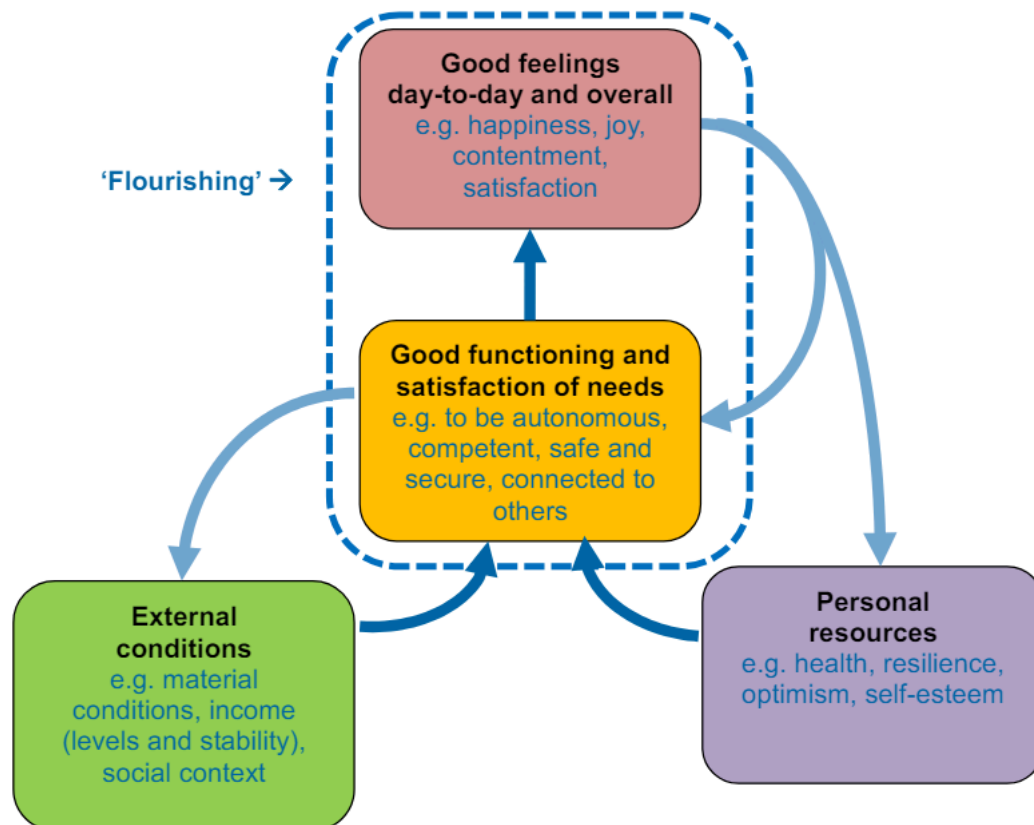 Good feelings
day-to-day and overall
e.g. happiness, joy,
contentment,
satisfaction
‘Flourishing’ →
Good functioning and
satisfaction of needs
e.g. to be autonomous,
competent, safe and
secure, connected to
others
External
conditions
e.g. material
conditions, income
(levels and stability),
social context
Personal
resources
e.g. health, resilience,
optimism, self-esteem